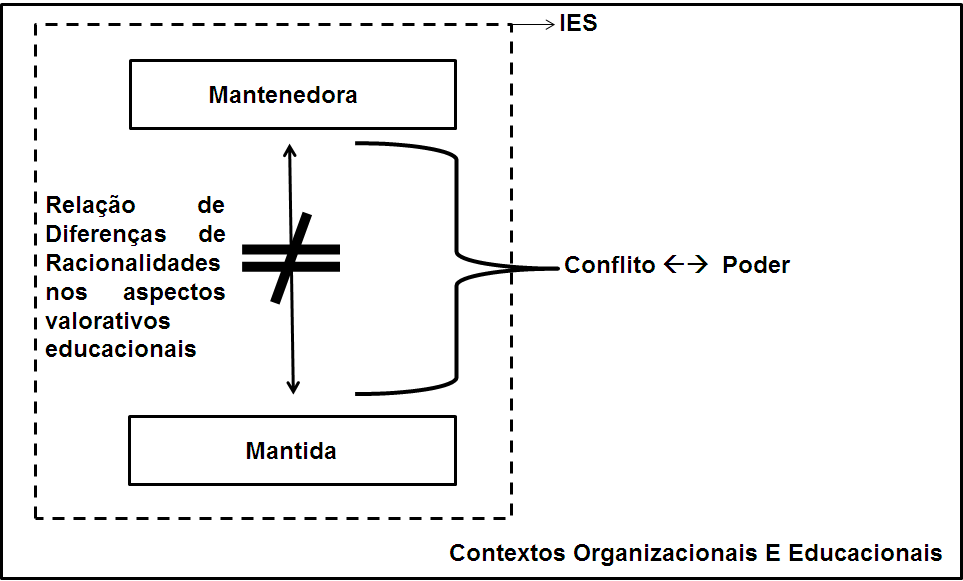 IES
Mantenedora
Relação de
Diferenças de
Racionalidades
nos aspectos
valorativos
educacionais
Conflito ←→ Poder
Mantida
Contextos Organizacionais E Educacionais